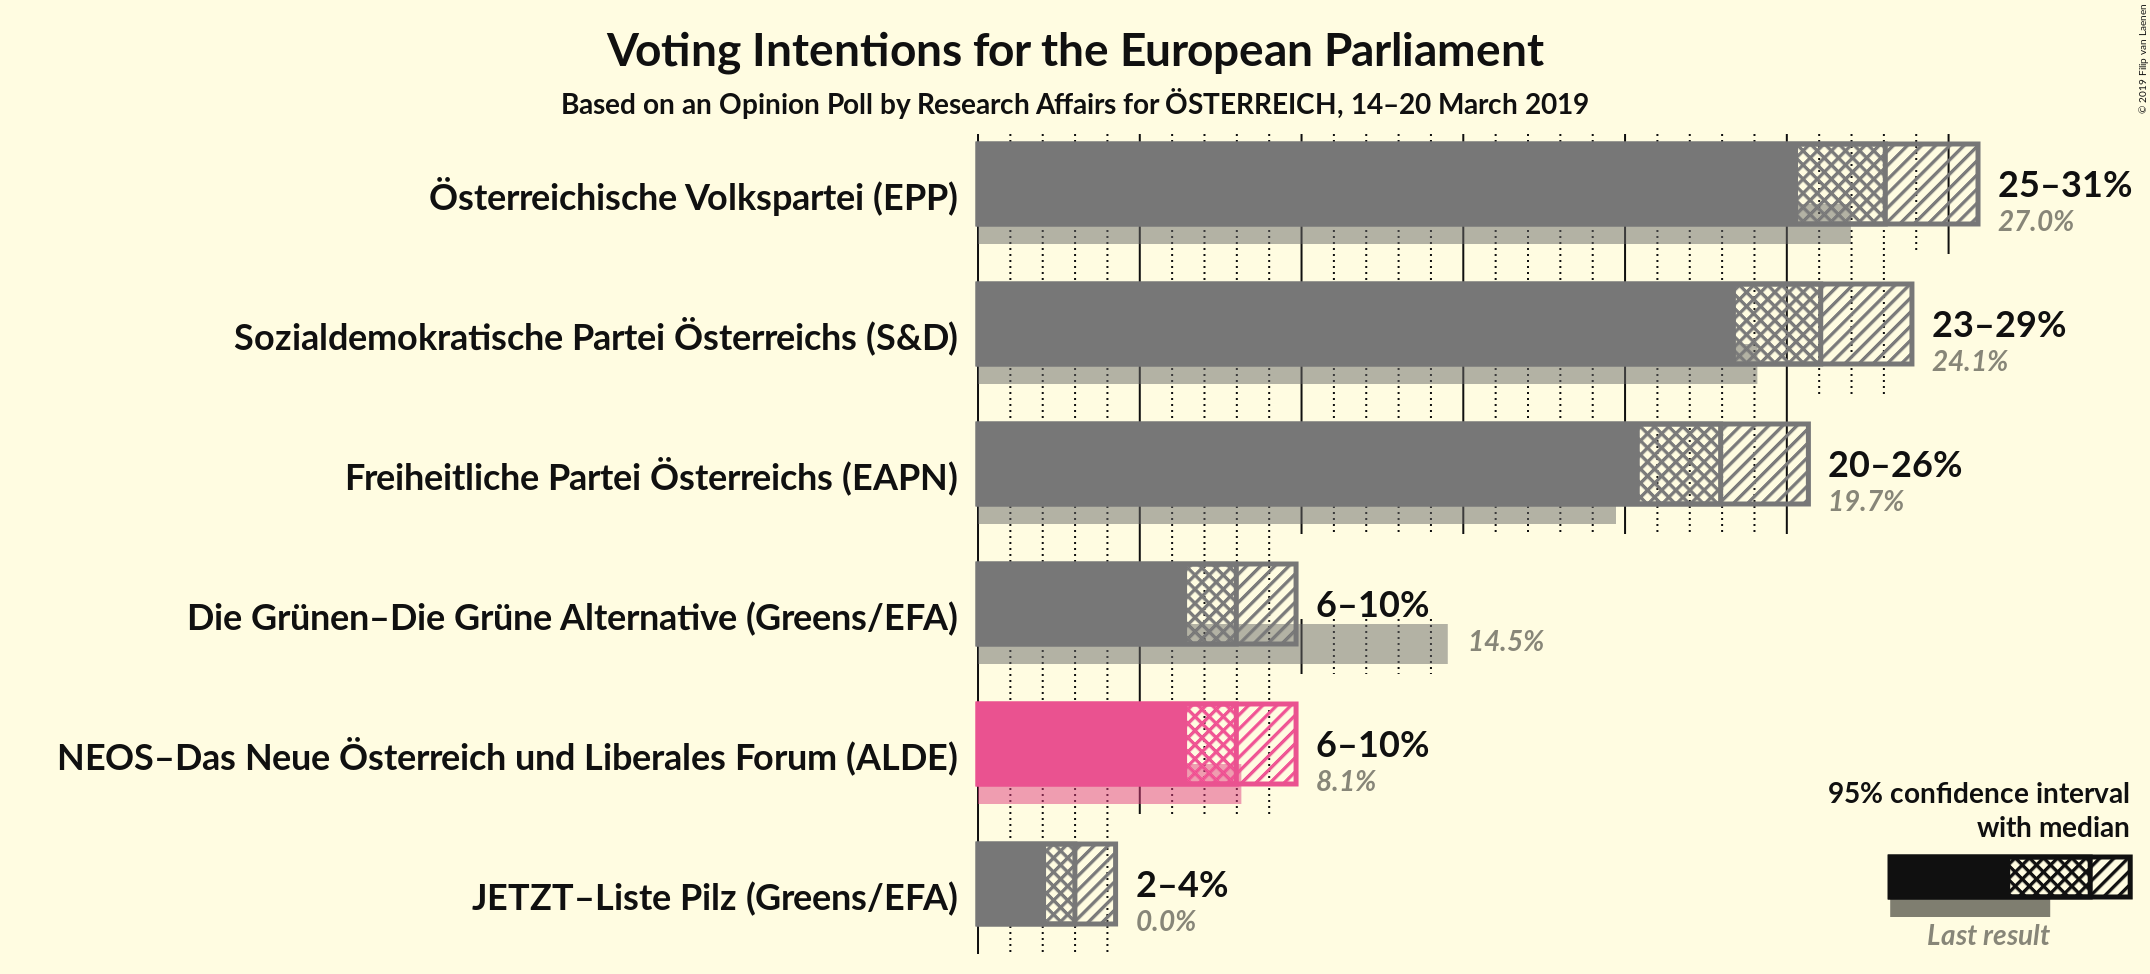 Voting Intentions for the European Parliament
Based on an Opinion Poll by Research Affairs for ÖSTERREICH, 14–20 March 2019
© 2019 Filip van Laenen
Österreichische Volkspartei (EPP)
25–31%
27.0%
Sozialdemokratische Partei Österreichs (S&D)
23–29%
24.1%
Freiheitliche Partei Österreichs (EAPN)
20–26%
19.7%
Die Grünen–Die Grüne Alternative (Greens/EFA)
6–10%
14.5%
NEOS–Das Neue Österreich und Liberales Forum (ALDE)
6–10%
8.1%
JETZT–Liste Pilz (Greens/EFA)
2–4%
0.0%
95% confidence interval
with median
Last result